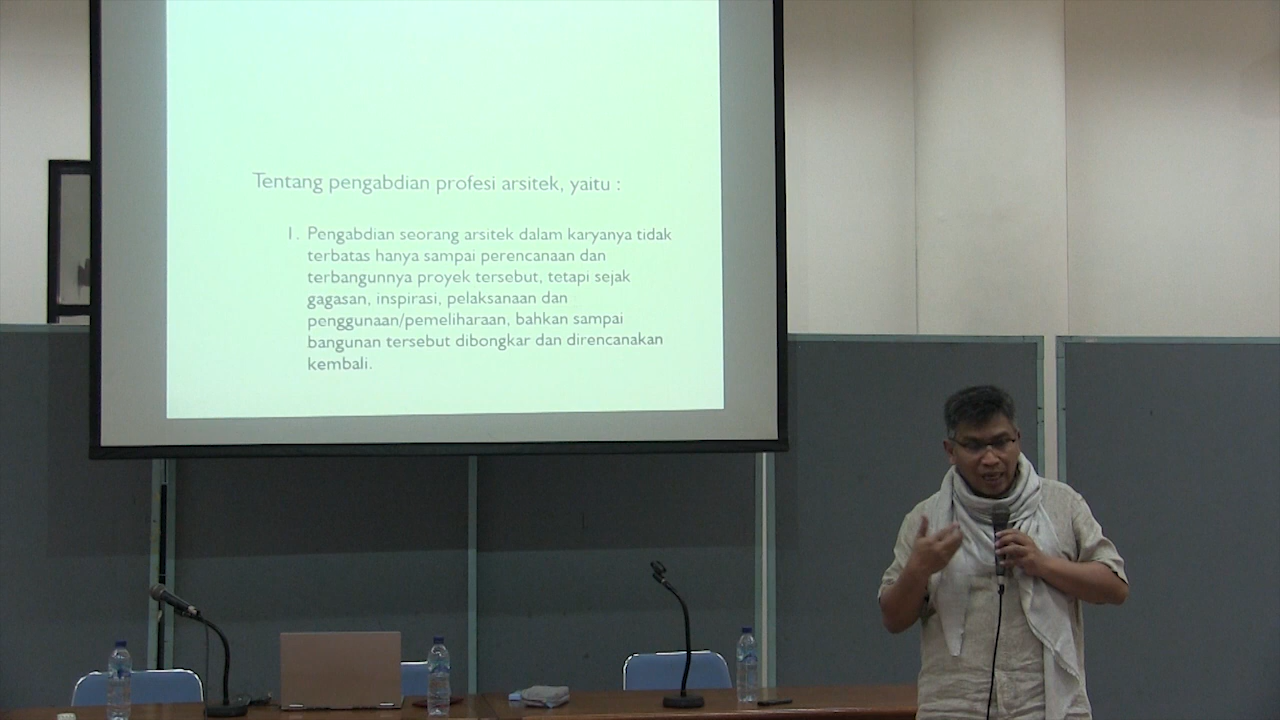 Tentang pengabdian profesi arsitek, yaitu :
1. Pengabdian seorang arsitek dalam karyanya tidak
terbatas hanya sampai perencanaan dan
terbangunnya proyek tersebut, tetapi sejak
gagasan, inspirasi, pelaksanaan dan
penggunaan/pemeliharaan, bahkan sampai
bangunan tersebut dibongkar dan direncanakan
kembali.